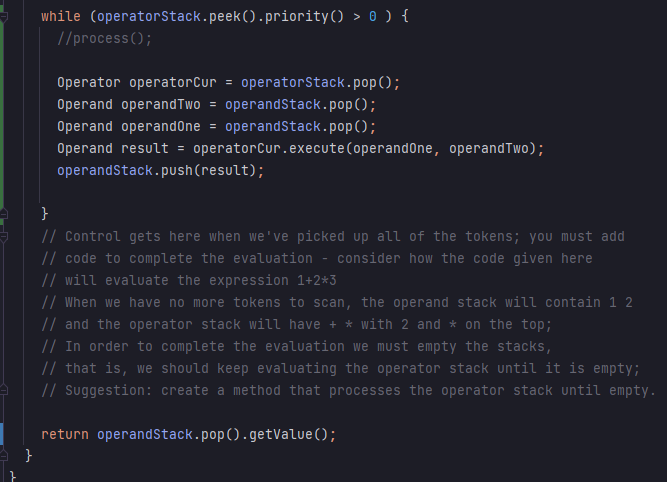 while (operatorStack.peek().priority() > 0 ) {
//process();
Operator operatorCur = operatorStack.pop();
Operand operandTwo = operandStack.pop();
Operand operandOne = operandStack.pop();
Operand result = operatorCur.execute(operandOne, operandTwo);
operandStack.push(result);
}
// Control gets here when we've picked up all of the tokens; you must add
// code to complete the evaluation - consider how the code given here
// will evaluate the expression 1+2*3
// When we have no more tokens to scan, the operand stack will contain 1 2
// and the operator stack will have + * with 2 and * on the top;
// In order to complete the evaluation we must empty the stacks,
// that is, we should keep evaluating the operator stack until it is empty;
// Suggestion: create a method that processes the operator stack until empty.
return operandStack.pop().getValue();
}
}